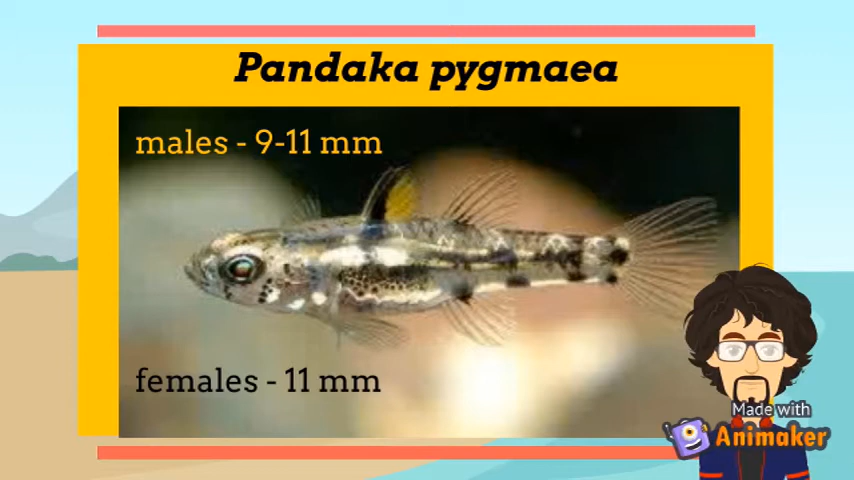 Pandaka pygmaea
males - 9-11 mm
females - 11 mm
Made with
Animaker